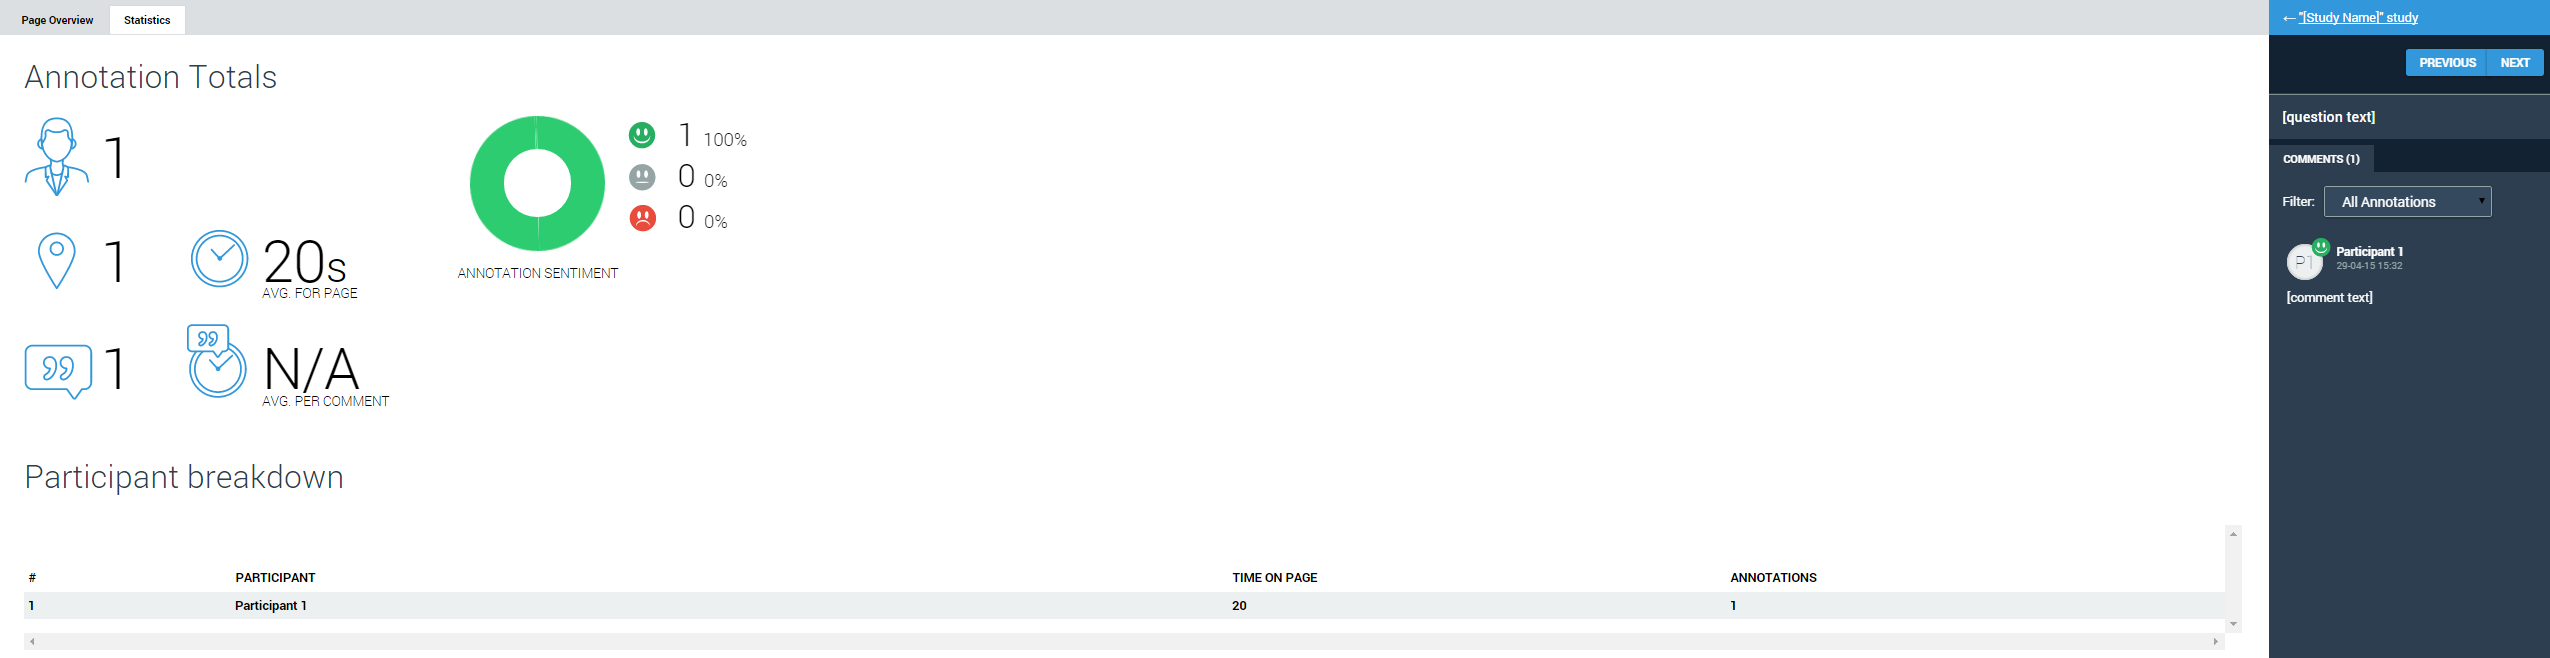 Page Overview Statistics
Annotation Totals
1
1
20s
AVG. FOR PAGE
1
N/A
AVG. PER COMMENT
1 100%
0 0%
0 0%
ANNOTATION SENTIMENT
Participant breakdown
# PARTICIPANT TIME ON PAGE ANNOTATIONS
1 Participant 1 20 1
←"[Study Name]" study
PREVIOUS NEXT
[question text]
COMMENTS (1)
Filter: All Annotations
P1
Participant 1
29-04-15 15:32
[comment text]